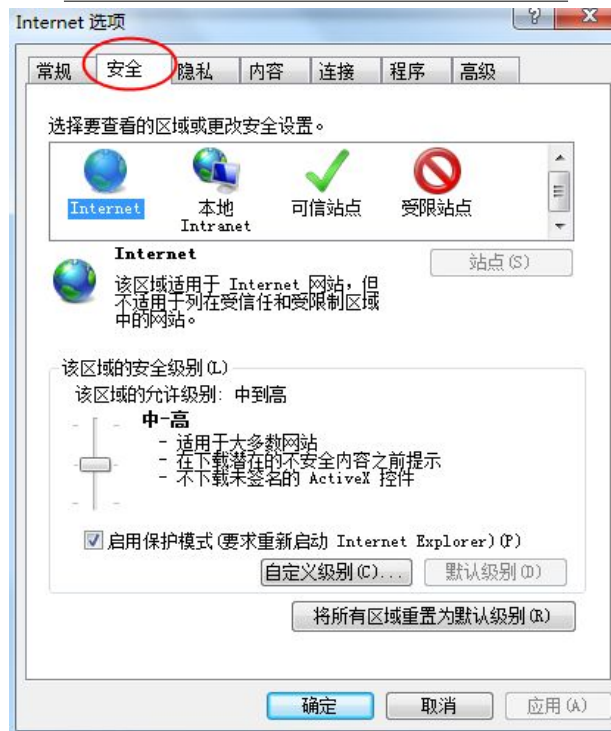 Internet 选项
常规 安全 隐私 内容 连接 程序 高级
选择要查看的区域或更改安全设置。
Internet 本地 Intranet 可信站点 受限站点
Internet
站点(S)
该区域适用于 Internet 网站，但
不适用于列在受信任和受限制区域
中的网站。
该区域的安全级别(L)
该区域的允许级别: 中到高
中-高
- 适用于大多数网站
- 在下载潜在的不安全内容之前提示
- 不下载未签名的 ActiveX 控件
启用保护模式(要求重新启动 Internet Explorer)(P)
自定义级别(C)... 默认级别(D)
将所有区域重置为默认级别(R)
确定 取消 应用(A)